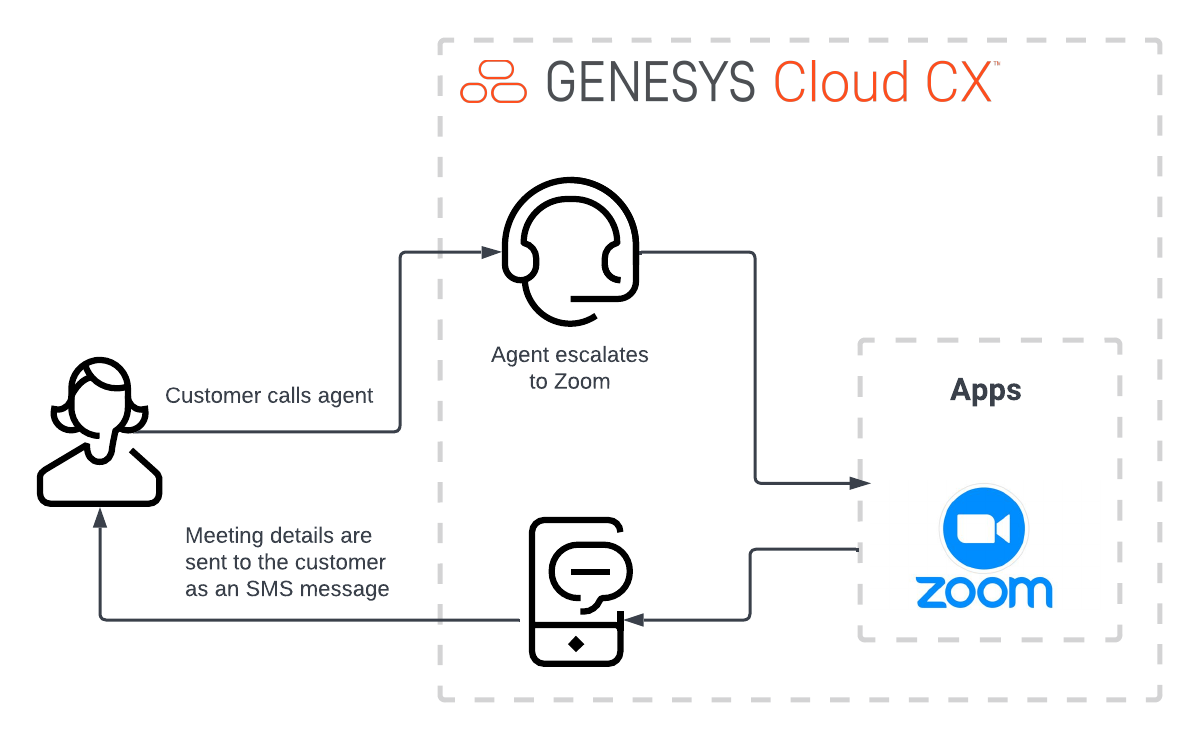 GENESYS Cloud CX™
Customer calls agent
Agent escalates
to Zoom
Apps
zoom
Meeting details are
sent to the customer
as an SMS message